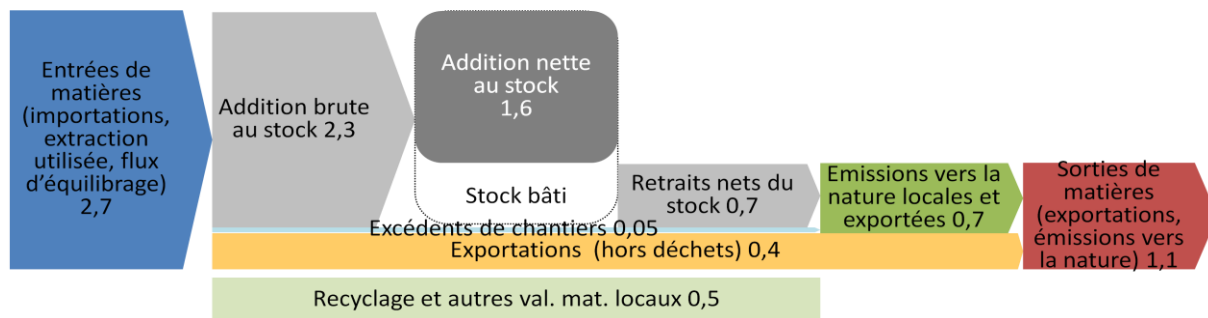 Entrées de
matières
(importations,
extraction
utilisée, flux
d’équilibrage)
2,7
Addition brute
au stock 2,3
Addition nette
au stock
1,6
Stock bâti
Retraits nets du
stock 0,7
Emissions vers la
nature locales et
exportées 0,7
Sorties de
matières
(exportations,
émissions vers
la nature) 1,1
Excédents de chantiers 0,05
Exportations (hors déchets) 0,4
Recyclage et autres val. mat. locaux 0,5